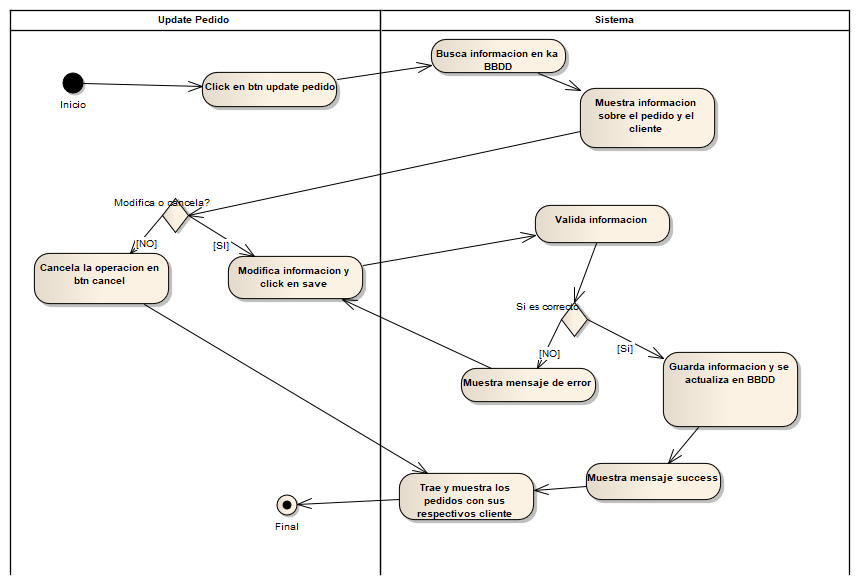 Update Pedido
Sistema
Busca informacion en ka
BBDD
Click en btn update pedido
Inicio
Muestra informacion
sobre el pedido y el
cliente
Modifica o cancela?
[NO]
[SI]
Valida informacion
Cancela la operacion en
btn cancel
Modifica informacion y
click en save
Si es correcto
[NO]
[Si]
Muestra mensaje de error
Guarda informacion y se
actualiza en BBDD
Muestra mensaje success
Trae y muestra los
pedidos con sus
respectivos cliente
Final